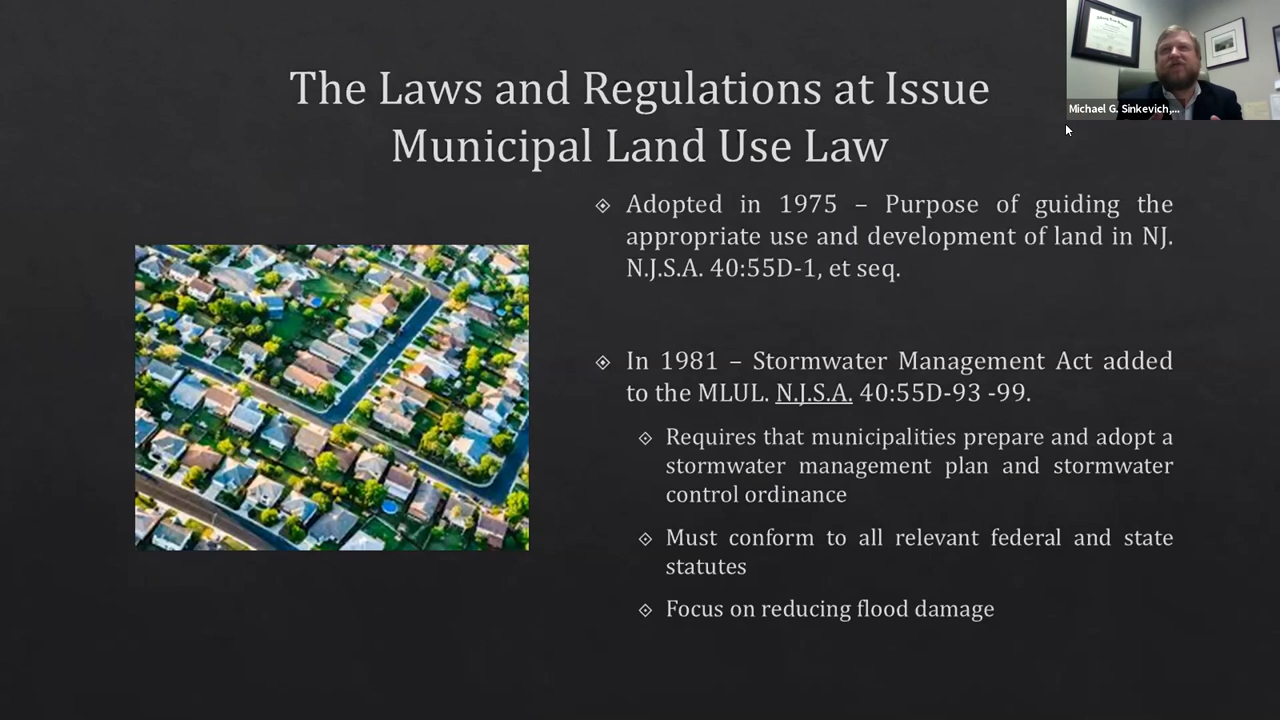 The Laws and Regulations at Issue
Municipal Land Use Law
Michael G. Sinkevich,...
Adopted in 1975 – Purpose of guiding the
appropriate use and development of land in NJ.
N.J.S.A. 40:55D-1, et seq.
In 1981 – Stormwater Management Act added
to the MLUL. N.J.S.A. 40:55D-93 -99.
Requires that municipalities prepare and adopt a
stormwater management plan and stormwater
control ordinance
Must conform to all relevant federal and state
statutes
Focus on reducing flood damage